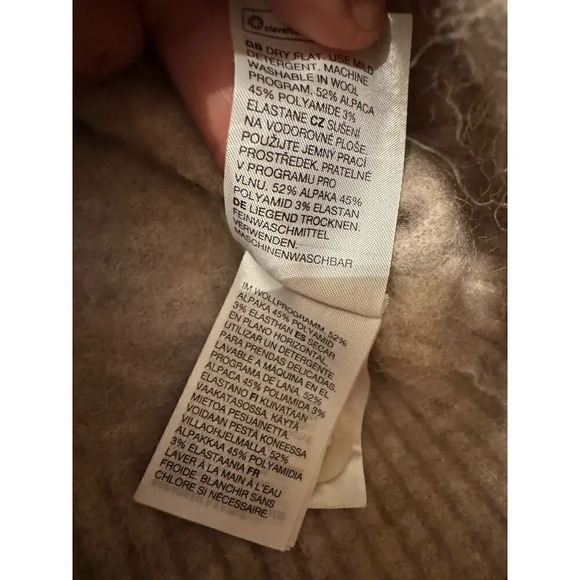 GB DRY FLAT. USE MILD
DETERGENT. MACHINE
WASHABLE IN WOOL
PROGRAM. 52% ALPACA
45% POLYAMIDE 3%
ELASTANE CZ SUŠENÍ
NA VODOROVNÉ PLOŠE.
POUŽIJTE JEMNÝ PRACÍ
PROSTŘEDEK. PRATELNÉ
V PROGRAMU PRO
VLNU. 52% ALPAKA 45%
POLYAMID 3% ELASTAN
DE LIEGEND TROCKNEN.
FEINWASCHMITTEL
VERWENDEN.
MASCHINENWASCHBAR
IM WOLLPROGRAMM. 52%
ALPAKA 45% POLYAMID
3% ELASTHAN ES SECAR
EN PLANO HORIZONTAL.
UTILIZAR UN DETERGENTE
PARA PRENDAS DELICADAS.
LAVABLE A MÁQUINA EN EL
PROGRAMA DE LANA. 52%
ALPACA 45% POLIAMIDA 3%
ELASTANO FI KUIVATAAN
VAAKATASOSSA. KÄYTÄ
MIETOA PESUAINETTA.
VOIDAAN PESTÄ KONEESSA
VILLAOHJELMALLA. 52%
ALPAKKAA 45% POLYAMIDIA
3% ELASTAANIA FR
LAVER À LA MAIN À L'EAU
FROIDE. BLANCHIR SANS
CHLORE SI NÉCESSAIRE.